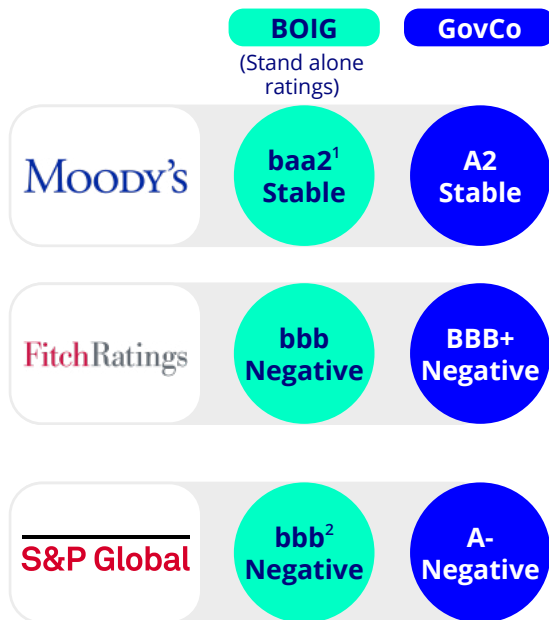 BOIG GovCo
(Stand alone
ratings)
MOODY'S
baa2¹
Stable
A2
Stable
FitchRatings
bbb
Negative
BBB+
Negative
S&P Global
bbb²
Negative
A-
Negative